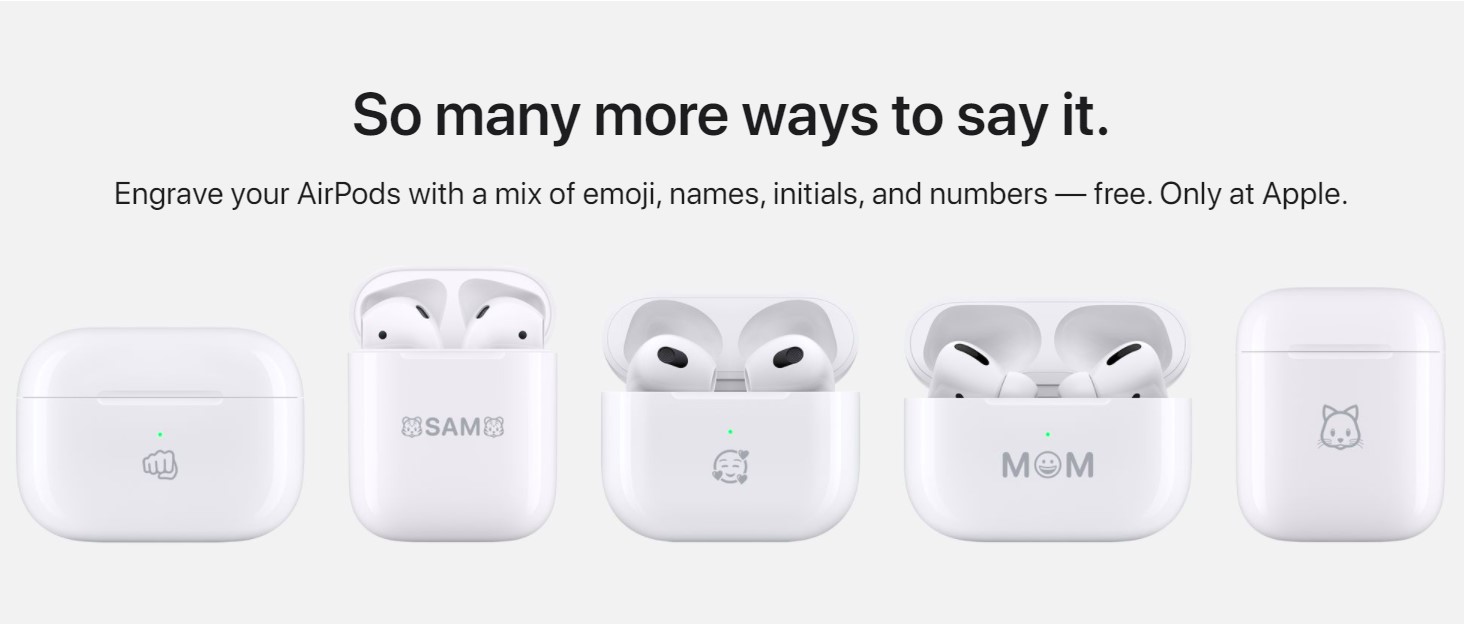 So many more ways to say it.
Engrave your AirPods with a mix of emoji, names, initials, and numbers — free. Only at Apple.
🐯SAM🐯
M😀M